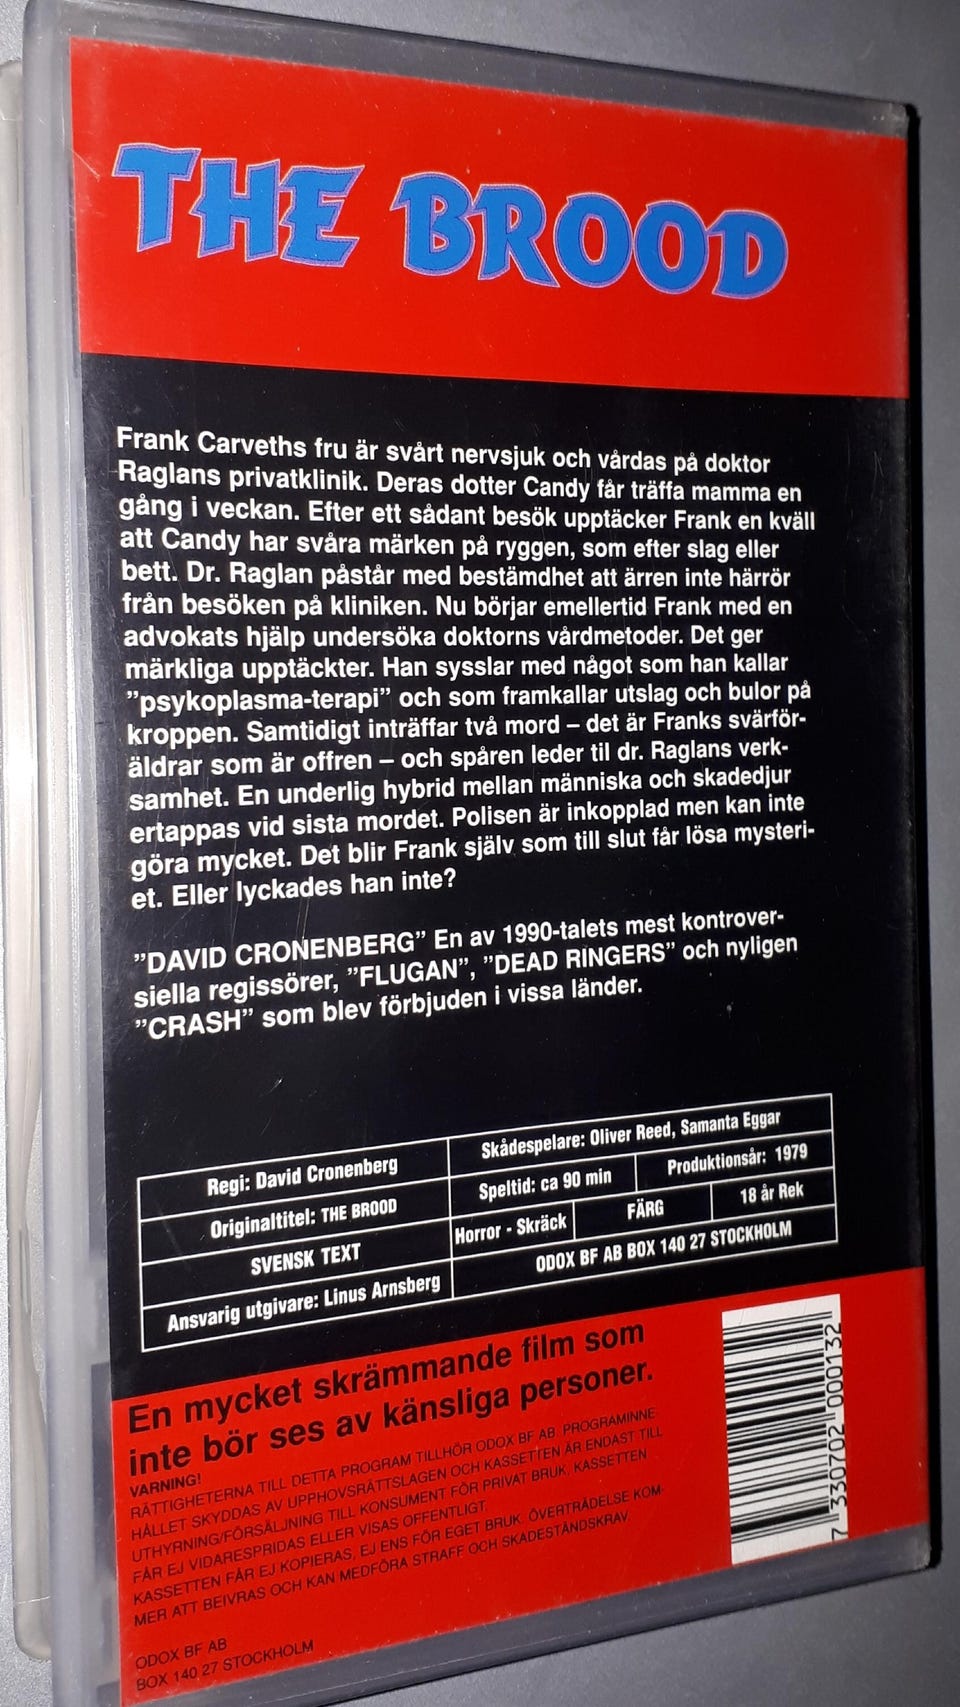 THE BROOD
Frank Carveths fru är svårt nervsjuk och vårdas på doktor
Raglans privatklinik. Deras dotter Candy får träffa mamma en
gång i veckan. Efter ett sådant besök upptäcker Frank en kväll
att Candy har svåra märken på ryggen, som efter slag eller
bett. Dr. Raglan påstår med bestämdhet att ärren inte härrör
från besöken på kliniken. Nu börjar emellertid Frank med en
advokats hjälp undersöka doktorns vårdmetoder. Det ger
märkliga upptäckter. Han sysslar med något som han kallar
”psykoplasma-terapi” och som framkallar utslag och bulor på
kroppen. Samtidigt inträffar två mord – det är Franks svärför-
äldrar som är offren – och spåren leder til dr. Raglans verk-
samhet. En underlig hybrid mellan människa och skadedjur
ertappas vid sista mordet. Polisen är inkopplad men kan inte
göra mycket. Det blir Frank själv som till slut får lösa mysteri-
et. Eller lyckades han inte?
”DAVID CRONENBERG” En av 1990-talets mest kontrover-
siella regissörer, ”FLUGAN”, ”DEAD RINGERS” och nyligen
”CRASH” som blev förbjuden i vissa länder.
Regi: David Cronenberg
Skådespelare: Oliver Reed, Samanta Eggar
Originaltitel: THE BROOD
Speltid: ca 90 min
Produktionsår: 1979
SVENSK TEXT
Horror - Skräck
FÄRG
18 år Rek
Ansvarig utgivare: Linus Arnsberg
ODOX BF AB BOX 140 27 STOCKHOLM
En mycket skrämmande film som
inte bör ses av känsliga personer.
VARNING!
RÄTTIGHETERNA TILL DETTA PROGRAM TILLHÖR ODOX BF AB. PROGRAMINNE-
HÅLLET SKYDDAS AV UPPHOVSRÄTTSLAGEN OCH KASSETTEN ÄR ENDAST TILL
UTHYRNING/FÖRSÄLJNING TILL KONSUMENT FÖR PRIVAT BRUK. KASSETTEN
FÅR EJ VIDARESPRIDAS ELLER VISAS OFFENTLIGT.
KASSETTEN FÅR EJ KOPIERAS, EJ ENS FÖR EGET BRUK. ÖVERTRÄDELSE KOM-
MER ATT BEIVRAS OCH KAN MEDFÖRA STRAFF OCH SKADESTÅNDSKRAV.
ODOX BF AB
BOX 140 27 STOCKHOLM
7 330702 000132